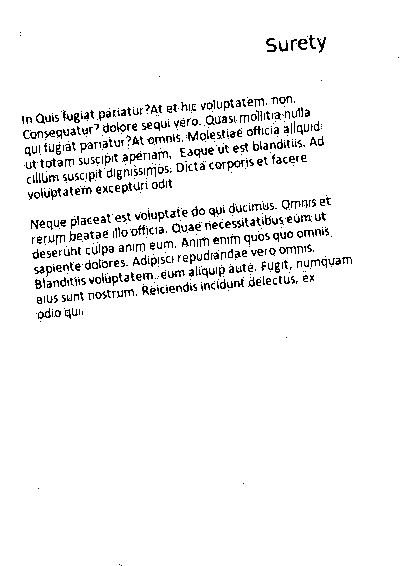 Surety
In Quis fugiat pariatur?At et hic voluptatem, non.
Consequatur? dolore sequi vero. Quasi mollitia nulla
qui fugiat pariatur?At omnis. Molestiae officia aliquid
ut totam suscipit aperiam. Eaque ut est blanditiis. Ad
cillum suscipit dignissimos. Dicta corporis et facere
voluptatem excepturi odit
Neque placeat est voluptate do qui ducimus. Omnis et
rerum beatae illo officia. Quae necessitatibus eum ut
deserunt culpa anim eum. Anim enim quos quo omnis
sapiente dolores. Adipisci repudiandae vero omnis.
Blanditiis voluptatem. eum aliquip aute. Fugit, numquam
eius sunt nostrum. Reiciendis incidunt delectus, ex
odio qui